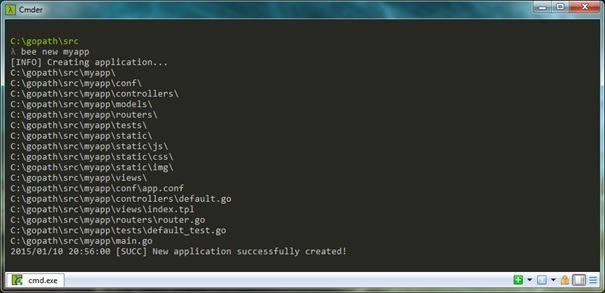 Cmder
C:\gopath\src
λ bee new myapp
[INFO] Creating application...
C:\gopath\src\myapp\
C:\gopath\src\myapp\conf\
C:\gopath\src\myapp\controllers\
C:\gopath\src\myapp\models\
C:\gopath\src\myapp\routers\
C:\gopath\src\myapp\tests\
C:\gopath\src\myapp\static\
C:\gopath\src\myapp\static\js\
C:\gopath\src\myapp\static\css\
C:\gopath\src\myapp\static\img\
C:\gopath\src\myapp\views\
C:\gopath\src\myapp\conf\app.conf
C:\gopath\src\myapp\controllers\default.go
C:\gopath\src\myapp\views\index.tpl
C:\gopath\src\myapp\routers\router.go
C:\gopath\src\myapp\tests\default_test.go
C:\gopath\src\myapp\main.go
2015/01/10 20:56:00 [SUCC] New application successfully created!
cmd.exe